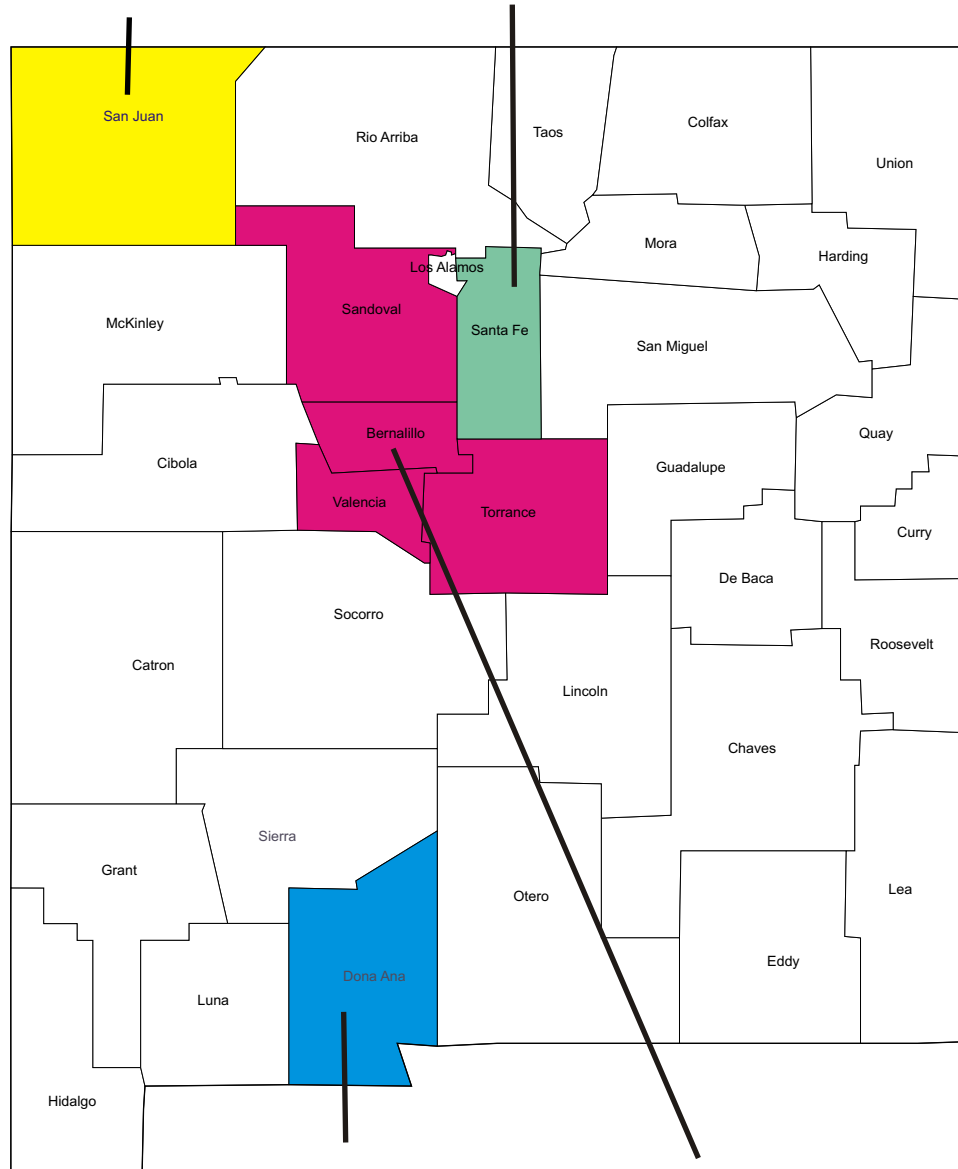 San Juan
Rio Arriba
Taos
Colfax
Union
Mora
Harding
Los Alamos
McKinley
Sandoval
Santa Fe
San Miguel
Cibola
Bernalillo
Guadalupe
Quay
Valencia
Torrance
Curry
De Baca
Socorro
Roosevelt
Catron
Lincoln
Chaves
Sierra
Grant
Otero
Lea
Dona Ana
Eddy
Luna
Hidalgo